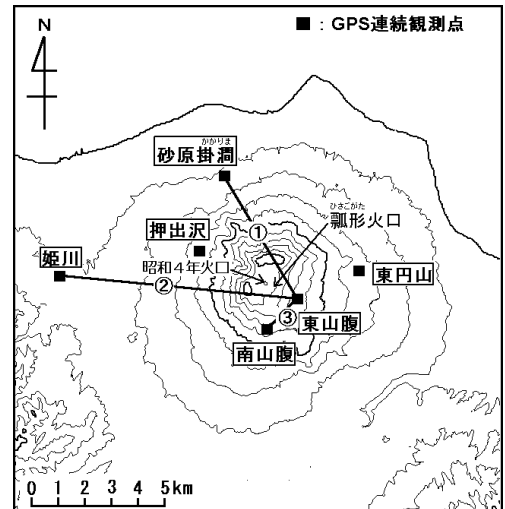 ■：GPS連続観測点
N
かかりま
砂原掛澗
ひさごがた
瓢形火口
①
押出沢
姫川
昭和４年火口
東円山
②
③
東山腹
南山腹
0 1 2 3 4 5km